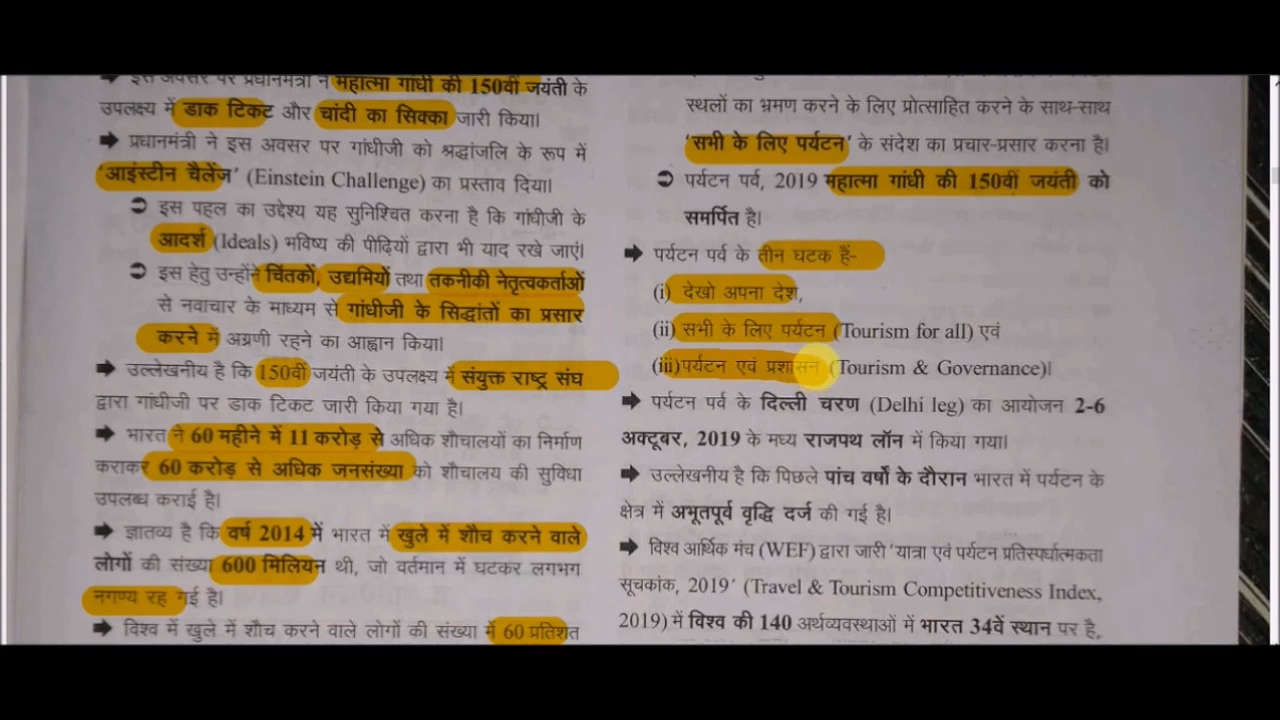 इस अवसर पर प्रधानमंत्री ने महात्मा गांधी की 150वीं जयंती के
उपलक्ष्य में डाक टिकट और चांदी का सिक्का जारी किया।
➡ प्रधानमंत्री ने इस अवसर पर गांधीजी को श्रद्धांजलि के रूप में
'आइंस्टीन चैलेंज' (Einstein Challenge) का प्रस्ताव दिया।
➲ इस पहल का उद्देश्य यह सुनिश्चित करना है कि गांधीजी के
आदर्श (Ideals) भविष्य की पीढ़ियों द्वारा भी याद रखे जाएं।
➲ इस हेतु उन्होंने चिंतकों, उद्यमियों तथा तकनीकी नेतृत्वकर्ताओं
से नवाचार के माध्यम से गांधीजी के सिद्धांतों का प्रसार
करने में अग्रणी रहने का आह्वान किया।
➡ उल्लेखनीय है कि 150वीं जयंती के उपलक्ष्य में संयुक्त राष्ट्र संघ
द्वारा गांधीजी पर डाक टिकट जारी किया गया है।
➡ भारत ने 60 महीने में 11 करोड़ से अधिक शौचालयों का निर्माण
कराकर 60 करोड़ से अधिक जनसंख्या को शौचालय की सुविधा
उपलब्ध कराई है।
➡ ज्ञातव्य है कि वर्ष 2014 में भारत में खुले में शौच करने वाले
लोगों की संख्या 600 मिलियन थी, जो वर्तमान में घटकर लगभग
नगण्य रह गई है।
➡ विश्व में खुले में शौच करने वाले लोगों की संख्या में 60 प्रतिशत
स्थलों का भ्रमण करने के लिए प्रोत्साहित करने के साथ-साथ
'सभी के लिए पर्यटन' के संदेश का प्रचार-प्रसार करना है।
➲ पर्यटन पर्व, 2019 महात्मा गांधी की 150वीं जयंती को
समर्पित है।
➡ पर्यटन पर्व के तीन घटक हैं-
(i) देखो अपना देश,
(ii) सभी के लिए पर्यटन (Tourism for all) एवं
(iii) पर्यटन एवं प्रशासन (Tourism & Governance)।
➡ पर्यटन पर्व के दिल्ली चरण (Delhi leg) का आयोजन 2-6
अक्टूबर, 2019 के मध्य राजपथ लॉन में किया गया।
➡ उल्लेखनीय है कि पिछले पांच वर्षों के दौरान भारत में पर्यटन के
क्षेत्र में अभूतपूर्व वृद्धि दर्ज की गई है।
➡ विश्व आर्थिक मंच (WEF) द्वारा जारी 'यात्रा एवं पर्यटन प्रतिस्पर्धात्मकता
सूचकांक, 2019' (Travel & Tourism Competitiveness Index,
2019) में विश्व की 140 अर्थव्यवस्थाओं में भारत 34वें स्थान पर है,